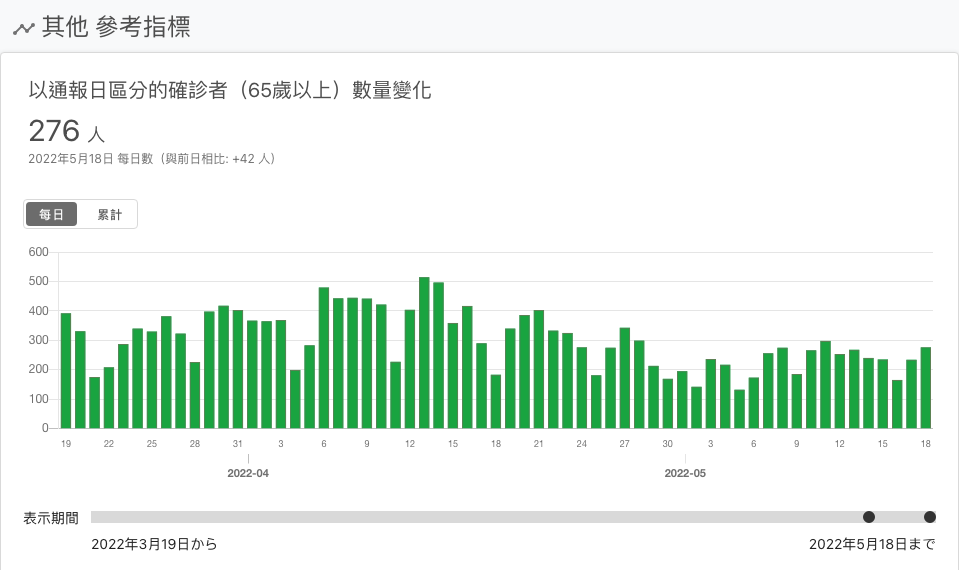 其他 參考指標
以通報日區分的確診者（65歲以上）數量變化
276 人
2022年5月18日 每日數（與前日相比: +42 人）
每日 累計
600
500
400
300
200
100
0
19 22 25 28 31 3 6 9 12 15 18 21 24 27 30 3 6 9 12 15 18
2022-04 2022-05
表示期間
2022年3月19日から 2022年5月18日まで